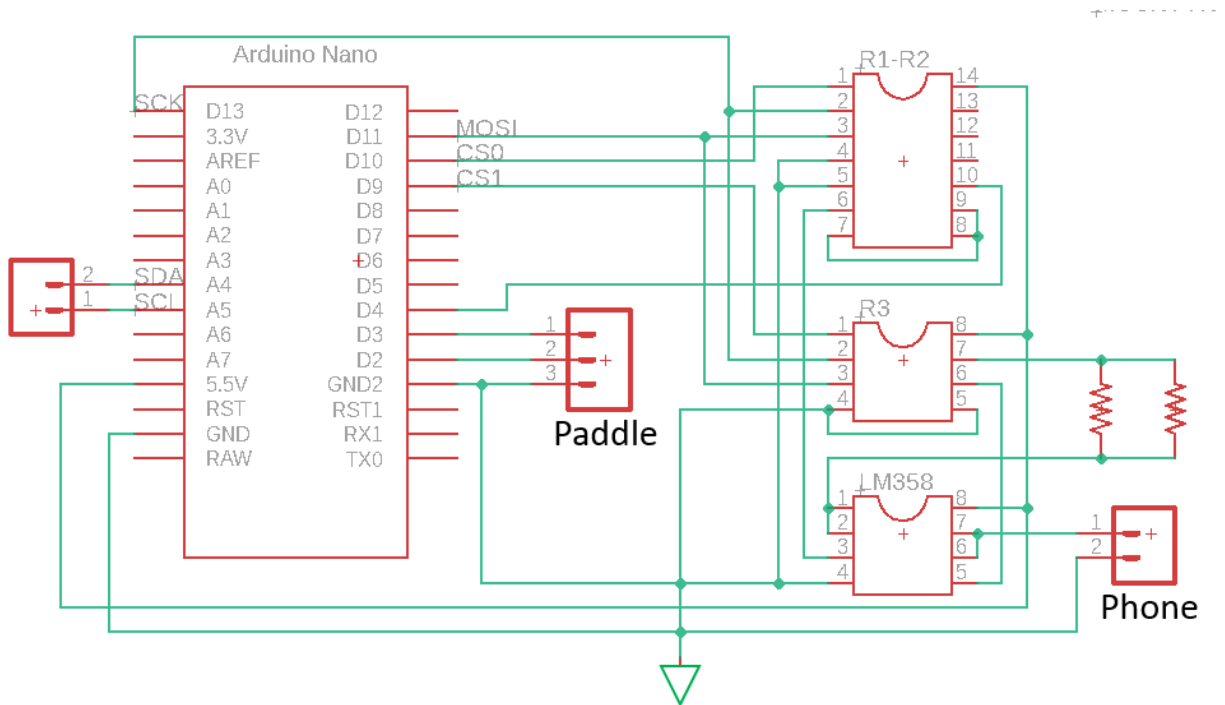 Arduino Nano
SCK
D13
3.3V
AREF
A0
A1
A2
A3
SDA
A4
SCL
A5
A6
A7
5.5V
RST
GND
RAW
D12
D11
MOSI
D10
CS0
D9
CS1
D8
D7
D6
D5
D4
D3
D2
GND2
RST1
RX1
TX0
2
1
1
2
3
Paddle
R1-R2
1 14
2 13
3 12
4 11
5 10
6 9
7 8
R3
1 8
2 7
3 6
4 5
LM358
1 8
2 7
3 6
4 5
1
2
Phone